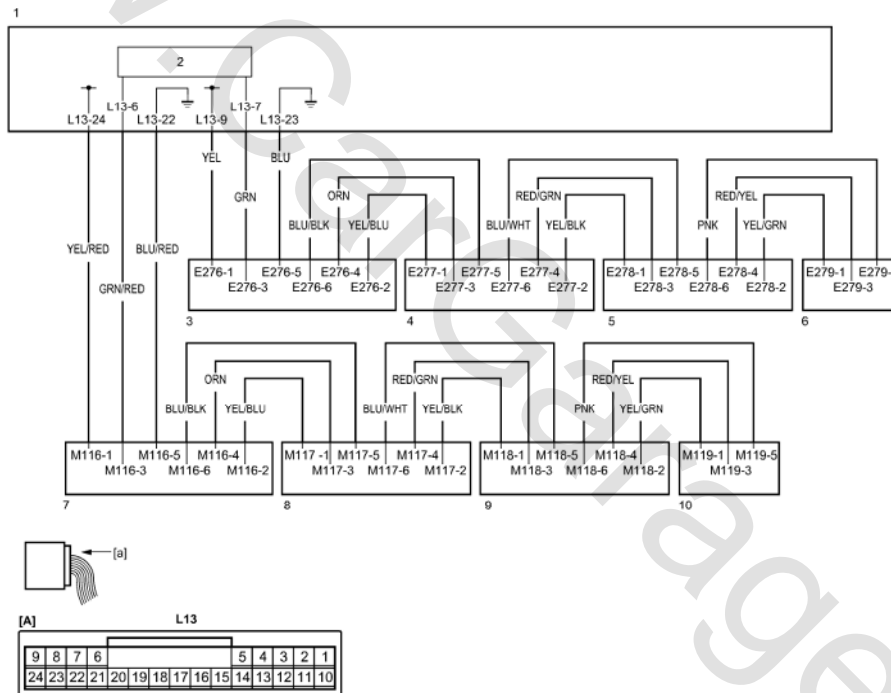 1
2
L13-6 L13-7
L13-24 L13-22 L13-9 L13-23
YEL BLU
GRN
ORN RED/GRN RED/YEL
BLU/BLK YEL/BLU BLU/WHT YEL/BLK PNK YEL/GRN
YEL/RED BLU/RED
GRN/RED
E276-1 E276-5 E276-4 E277-1 E277-5 E277-4 E278-1 E278-5 E278-4 E279-1 E279-
E276-3 E276-6 E276-2 E277-3 E277-6 E277-2 E278-3 E278-6 E278-2 E279-3
3 4 5 6
ORN RED/GRN RED/YEL
BLU/BLK YEL/BLU BLU/WHT YEL/BLK PNK YEL/GRN
M116-1 M116-5 M116-4 M117 -1 M117-5 M117-4 M118-1 M118-5 M118-4 M119-1 M119-5
M116-3 M116-6 M116-2 M117-3 M117-6 M117-2 M118-3 M118-6 M118-2 M119-3
7 8 9 10
[a]
[A] L13
9 8 7 6 5 4 3 2 1
24 23 22 21 20 19 18 17 16 15 14 13 12 11 10
.CarGarage